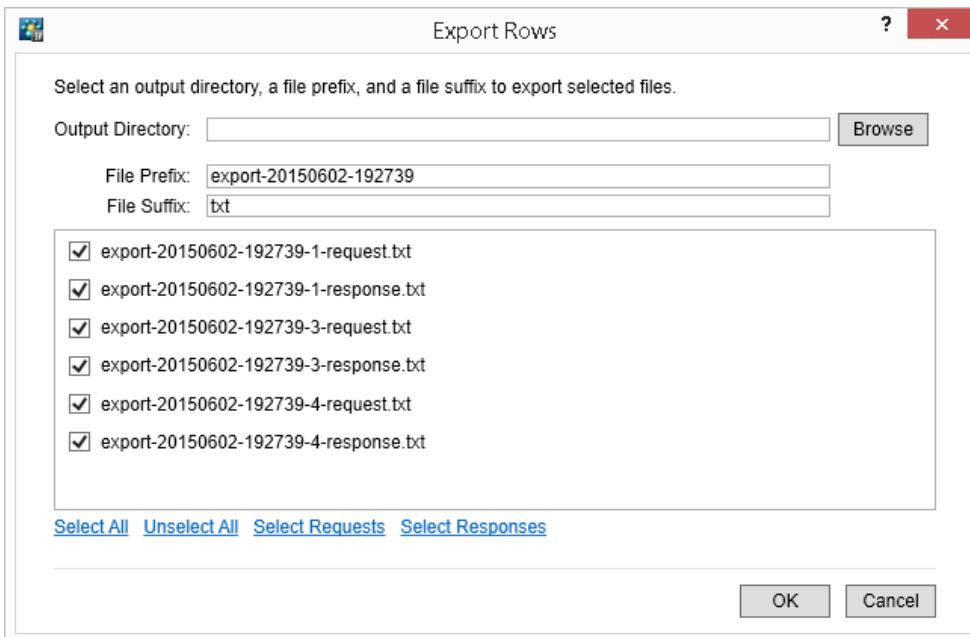 Export Rows
?
Select an output directory, a file prefix, and a file suffix to export selected files.
Output Directory: Browse
File Prefix: export-20150602-192739
File Suffix: txt
export-20150602-192739-1-request.txt
export-20150602-192739-1-response.txt
export-20150602-192739-3-request.txt
export-20150602-192739-3-response.txt
export-20150602-192739-4-request.txt
export-20150602-192739-4-response.txt
Select All Unselect All Select Requests Select Responses
OK Cancel